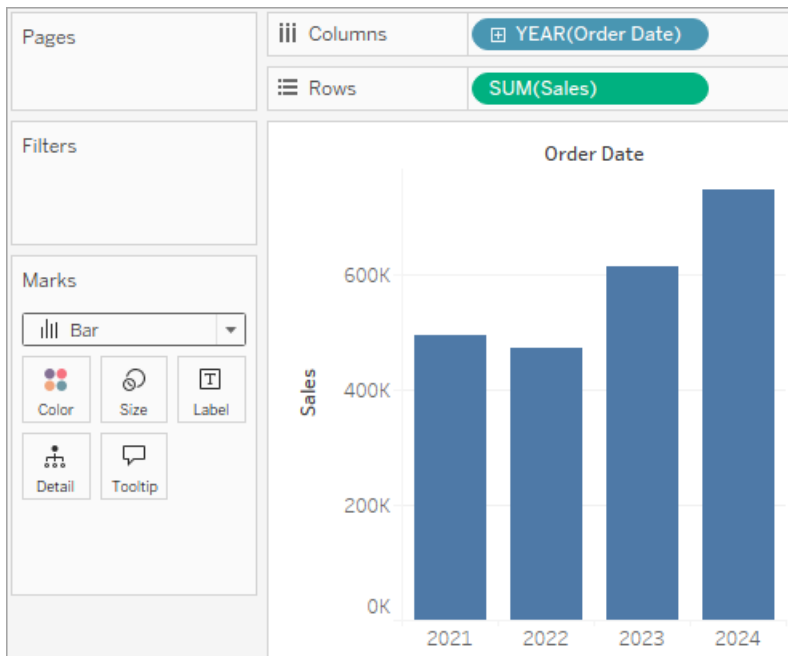 Pages
Columns
YEAR(Order Date)
Rows
SUM(Sales)
Filters
Marks
Bar
Color
Size
Label
Detail
Tooltip
Order Date
Sales
600K
400K
200K
0K
2021 2022 2023 2024